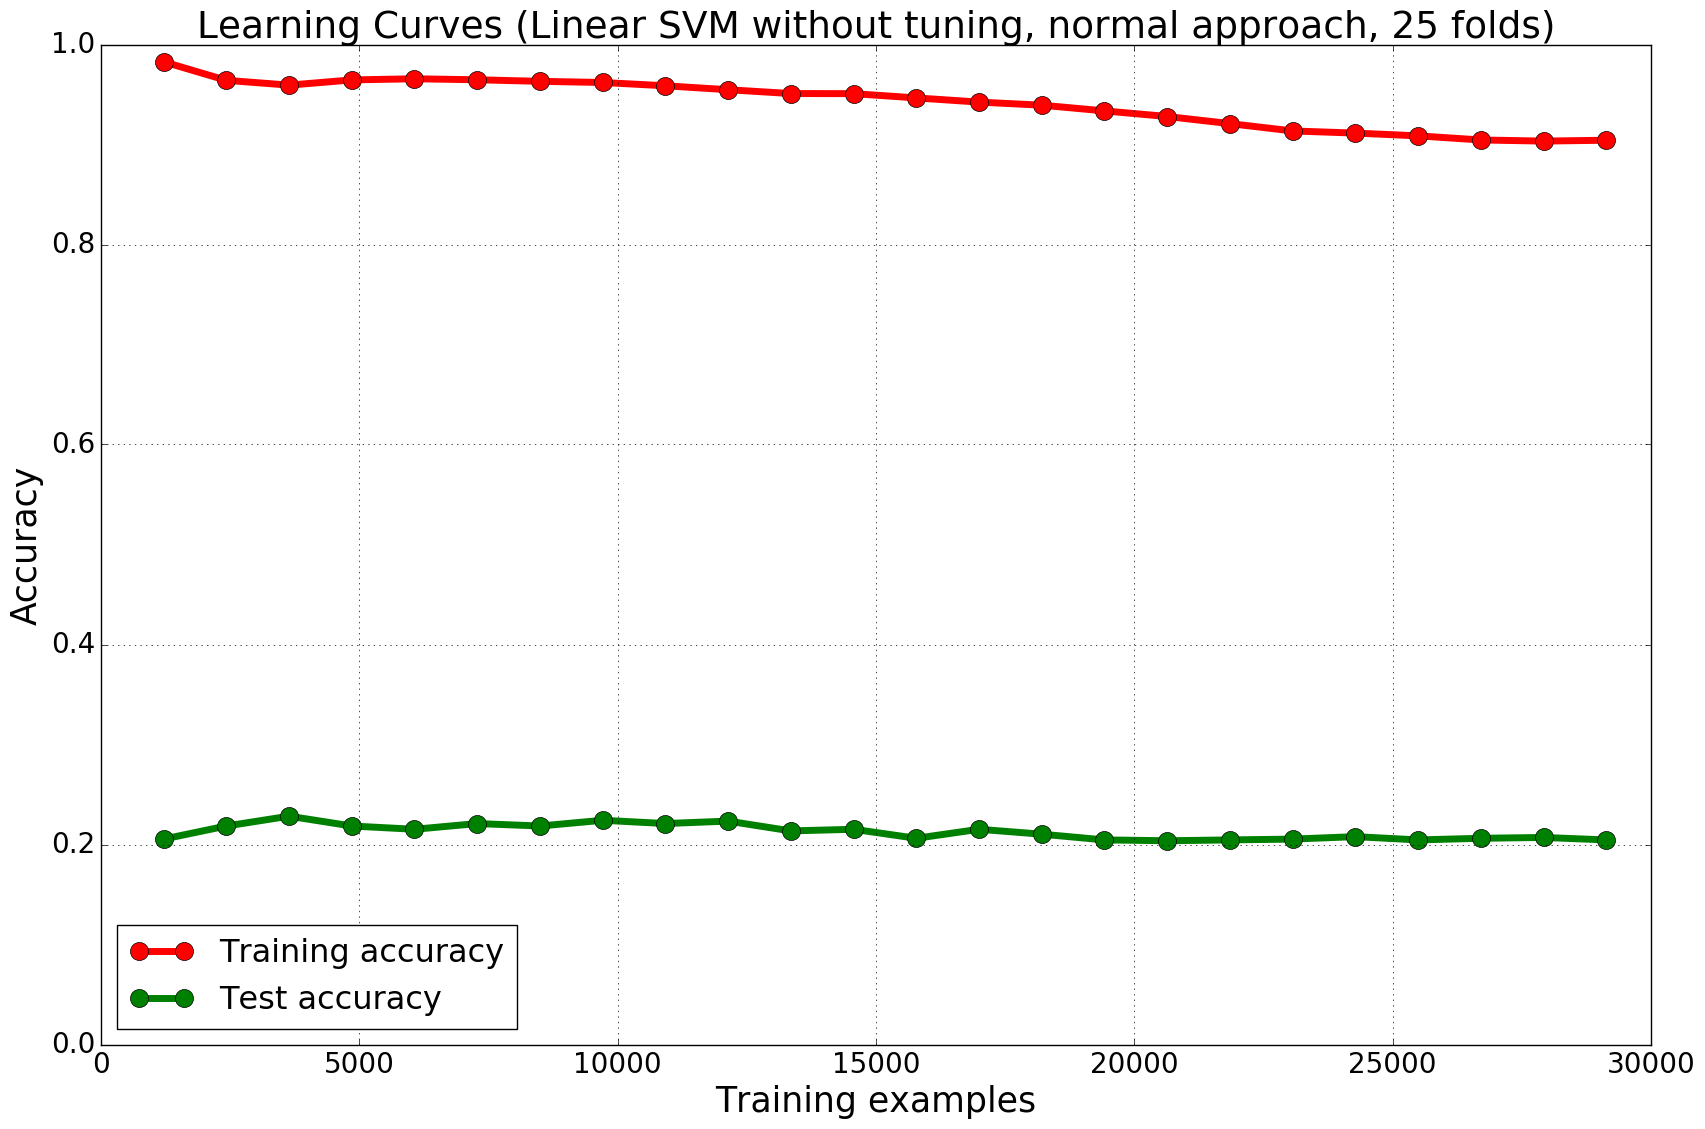 Learning Curves (Linear SVM without tuning, normal approach, 25 folds)
1.0
0.8
0.6
0.4
0.2
0.0
Accuracy
Training accuracy
Test accuracy
0 5000 10000 15000 20000 25000 30000
Training examples